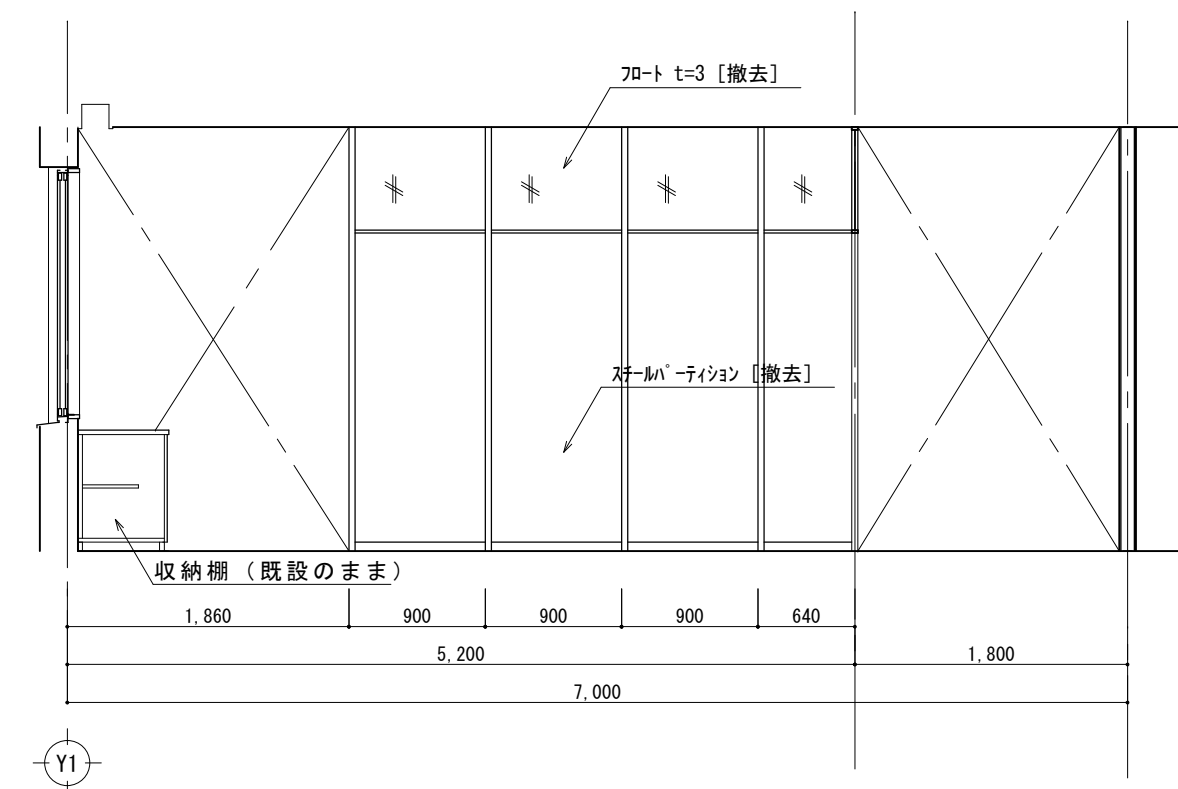 ﾌﾛｰﾄ t=3 [撤去]
ｽﾁｰﾙﾊﾟｰﾃｨｼｮﾝ [撤去]
収納棚（既設のまま）
1,860 900 900 900 640
5,200 1,800
7,000
Y1